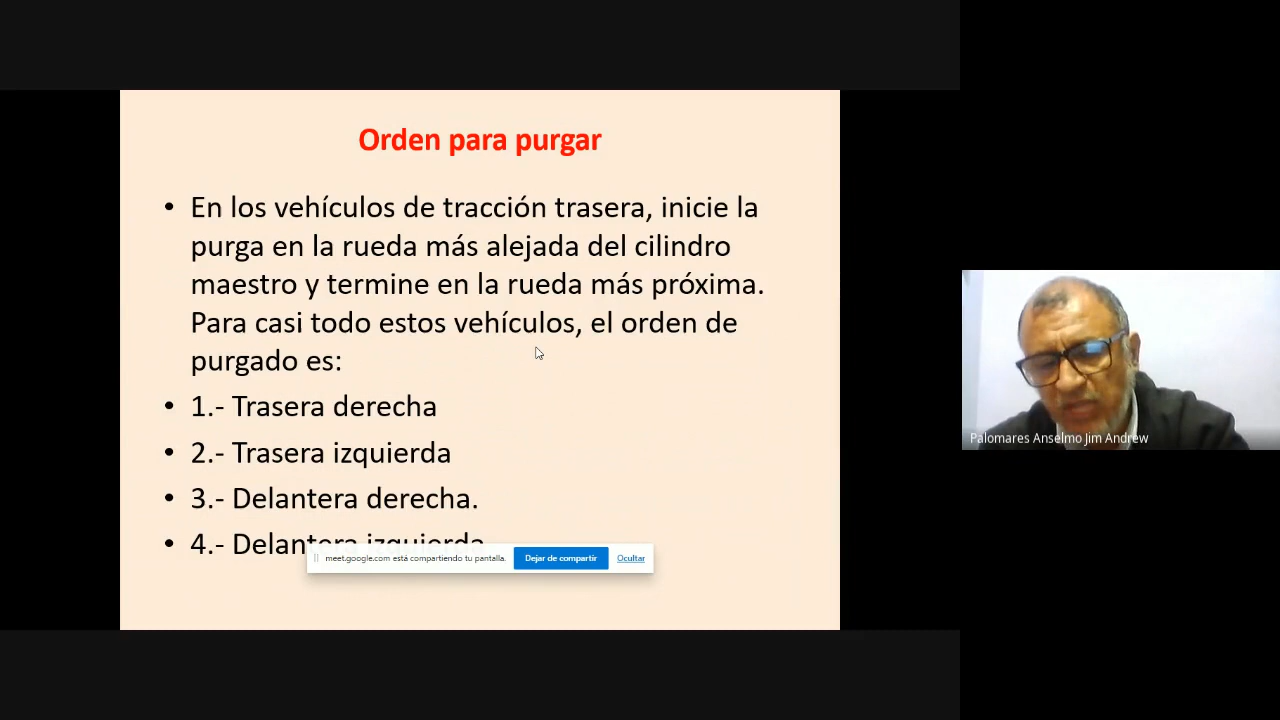 Orden para purgar
• En los vehículos de tracción trasera, inicie la
purga en la rueda más alejada del cilindro
maestro y termine en la rueda más próxima.
Para casi todo estos vehículos, el orden de
purgado es:
• 1.- Trasera derecha
• 2.- Trasera izquierda
• 3.- Delantera derecha.
• 4.- Delantera izquierda
meet.google.com está compartiendo tu pantalla. Dejar de compartir Ocultar
Palomares Anselmo Jim Andrew